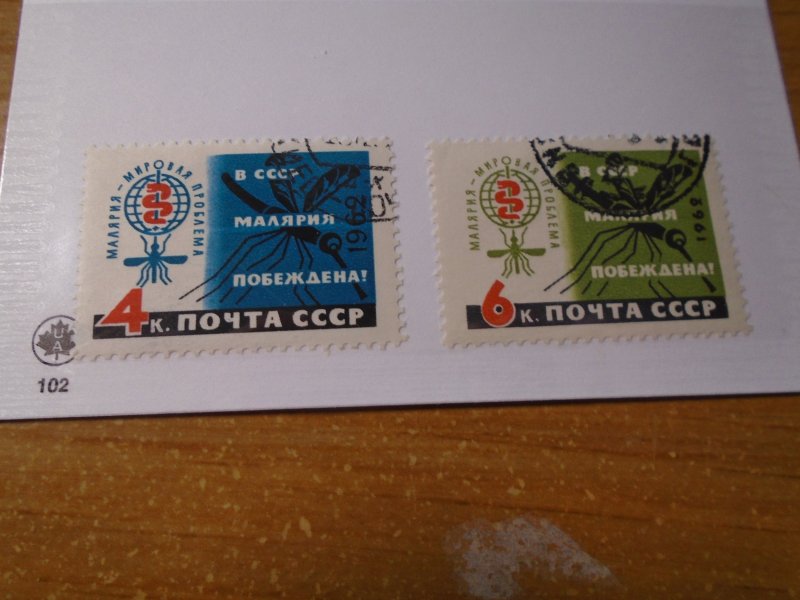 МАЛЯРИЯ – МИРОВАЯ ПРОБЛЕМА
В СССР
МАЛЯРИЯ
ПОБЕЖДЕНА!
1962
4 К. ПОЧТА СССР
МАЛЯРИЯ – МИРОВАЯ ПРОБЛЕМА
В СССР
МАЛЯРИЯ
ПОБЕЖДЕНА!
1962
6 К. ПОЧТА СССР
102